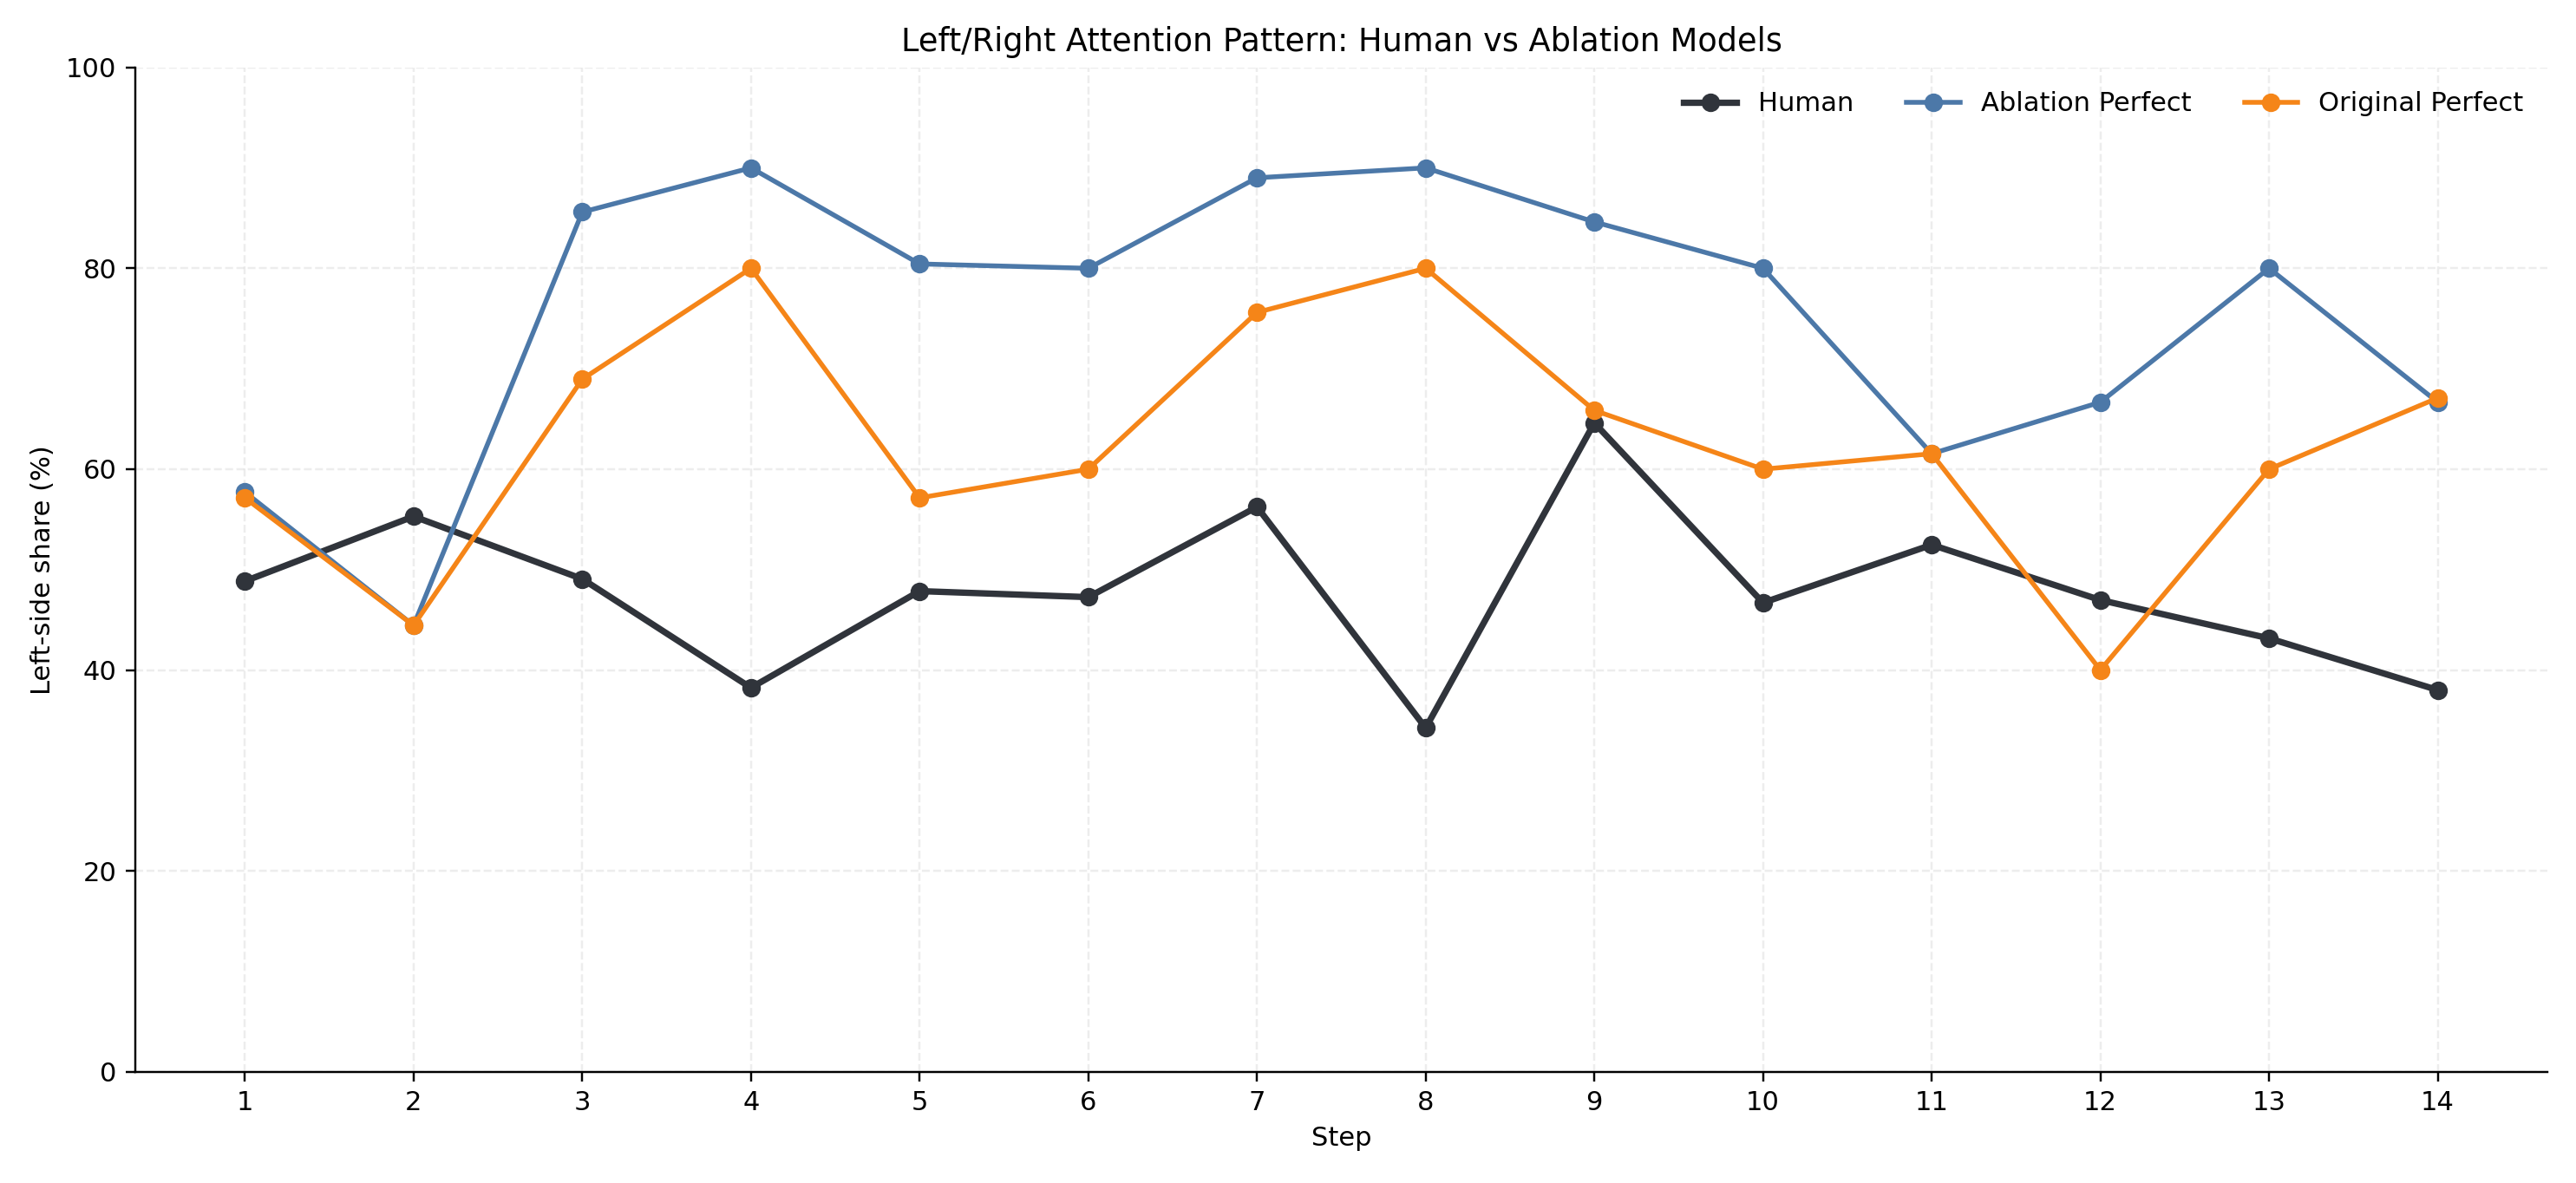 Left/Right Attention Pattern: Human vs Ablation Models
Human
Ablation Perfect
Original Perfect
Left-side share (%)
100
80
60
40
20
0
1 2 3 4 5 6 7 8 9 10 11 12 13 14
Step